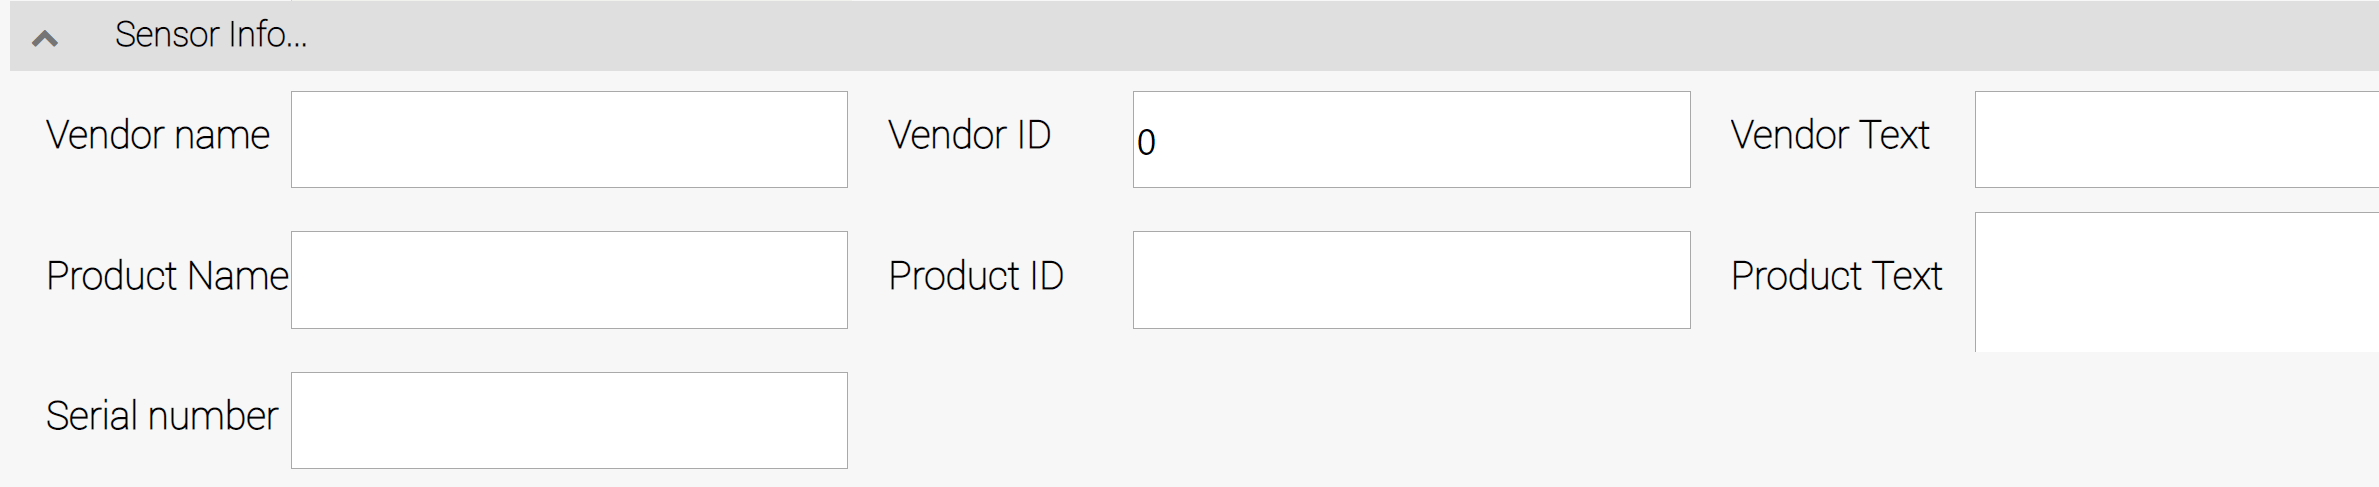 Sensor Info...
Vendor name
Vendor ID
0
Vendor Text
Product Name
Product ID
Product Text
Serial number